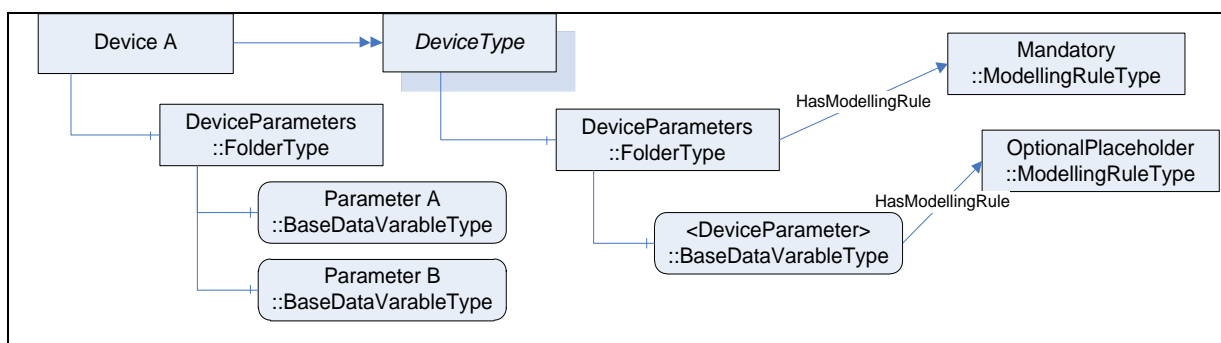 Device A
DeviceType
Mandatory
::ModellingRuleType
HasModellingRule
DeviceParameters
::FolderType
DeviceParameters
::FolderType
OptionalPlaceholder
::ModellingRuleType
HasModellingRule
Parameter A
::BaseDataVarableType
<DeviceParameter>
::BaseDataVarableType
Parameter B
::BaseDataVarableType